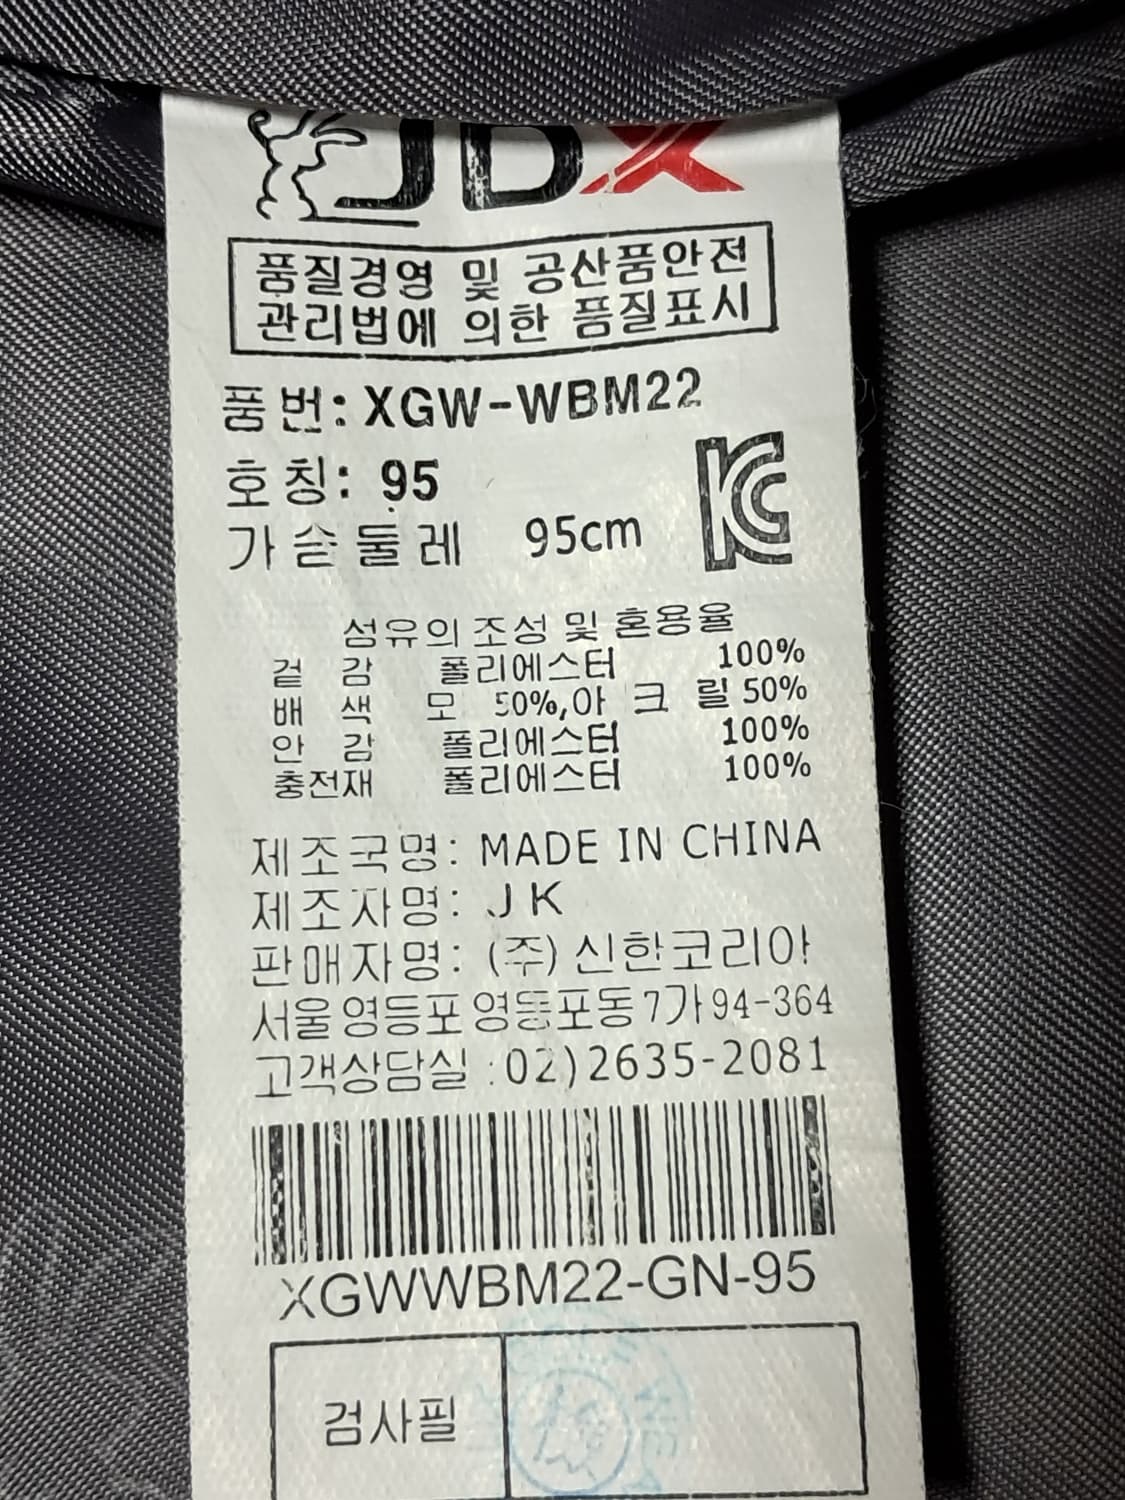 JDX
품질경영 및 공산품안전
관리법에 의한 품질표시
품번: XGW-WBM22
호칭: 95
가슴둘레 95cm
섬유의 조성 및 혼용율
겉 감 폴리에스터 100%
배 색 모 50%,아 크 릴 50%
안 감 폴리에스터 100%
충전재 폴리에스터 100%
제조국명: MADE IN CHINA
제조자명: JK
판매자명: (주) 신한코리아
서울영등포영등포동7가94-364
고객상담실 :02)2635-2081
XGWWBM22-GN-95
검사필